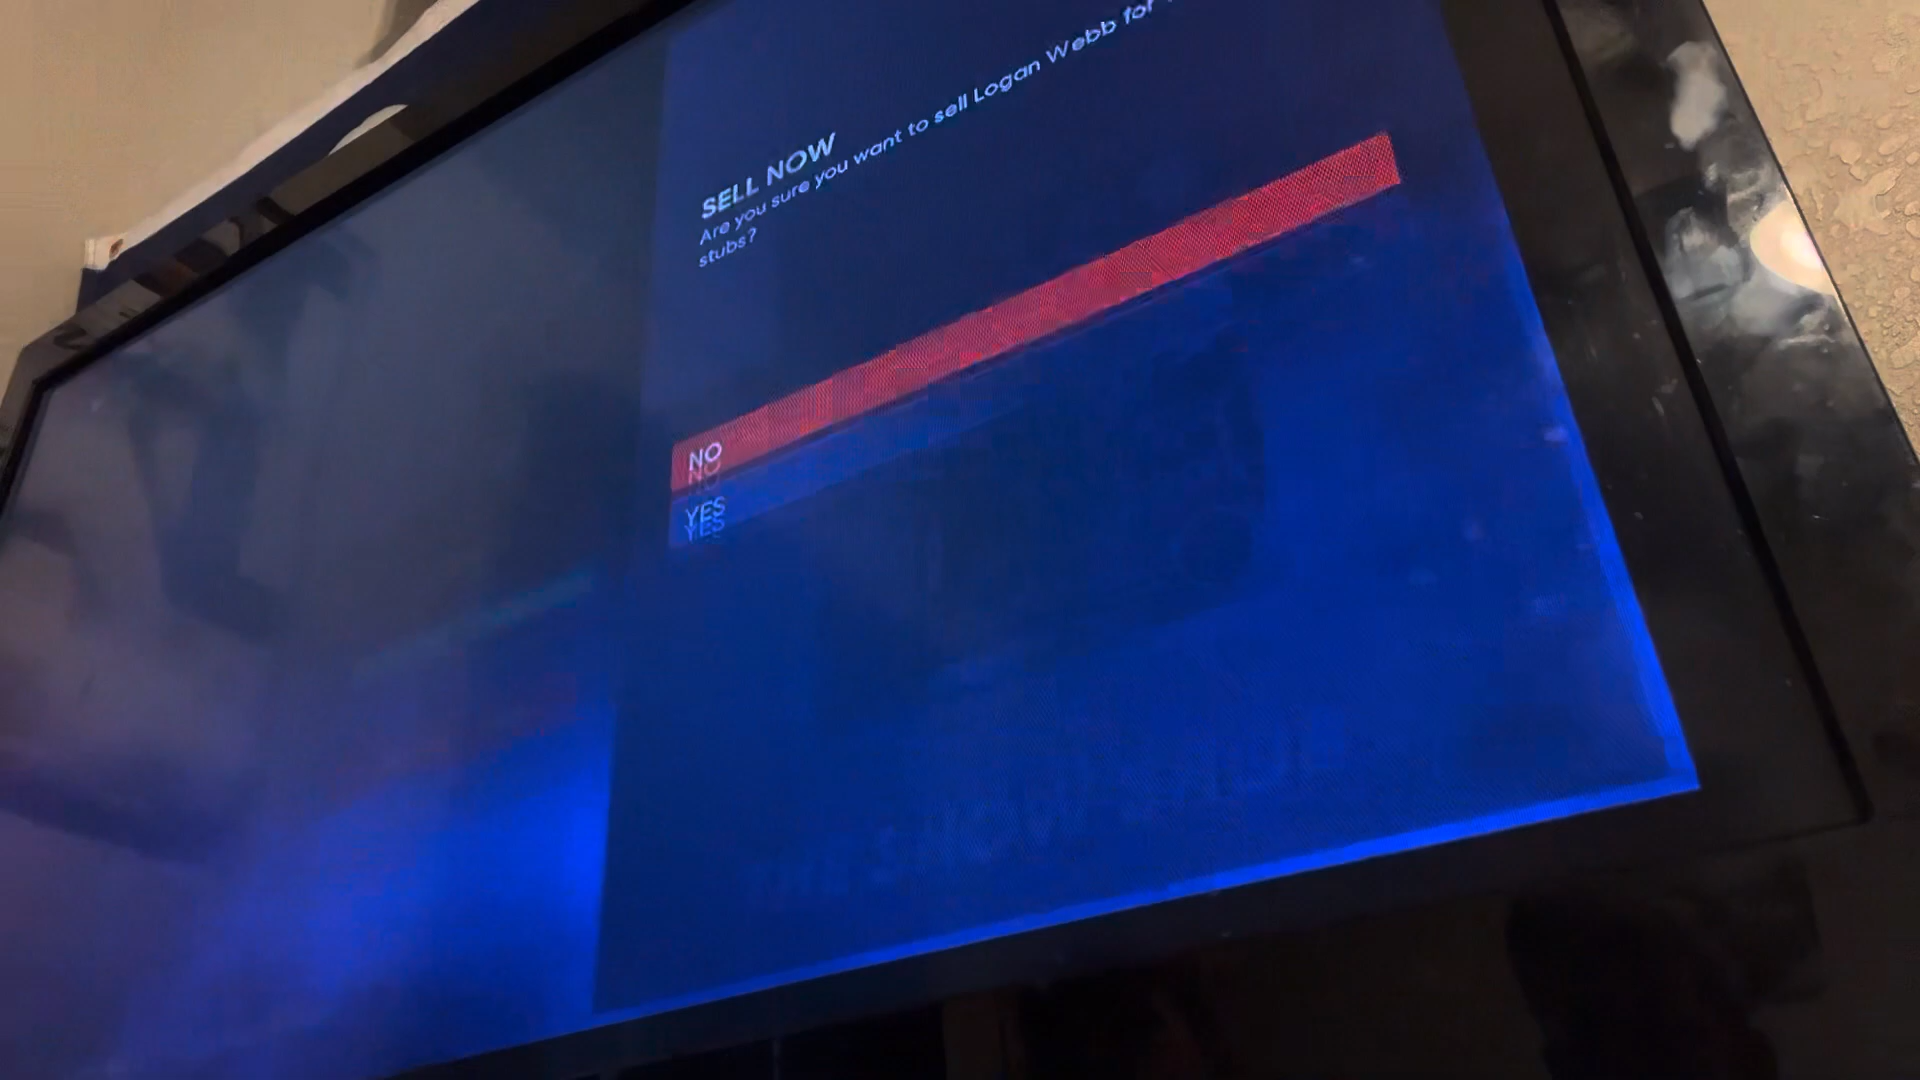 SELL NOW
Are you sure you want to sell Logan Webb for
stubs?
NO
YES